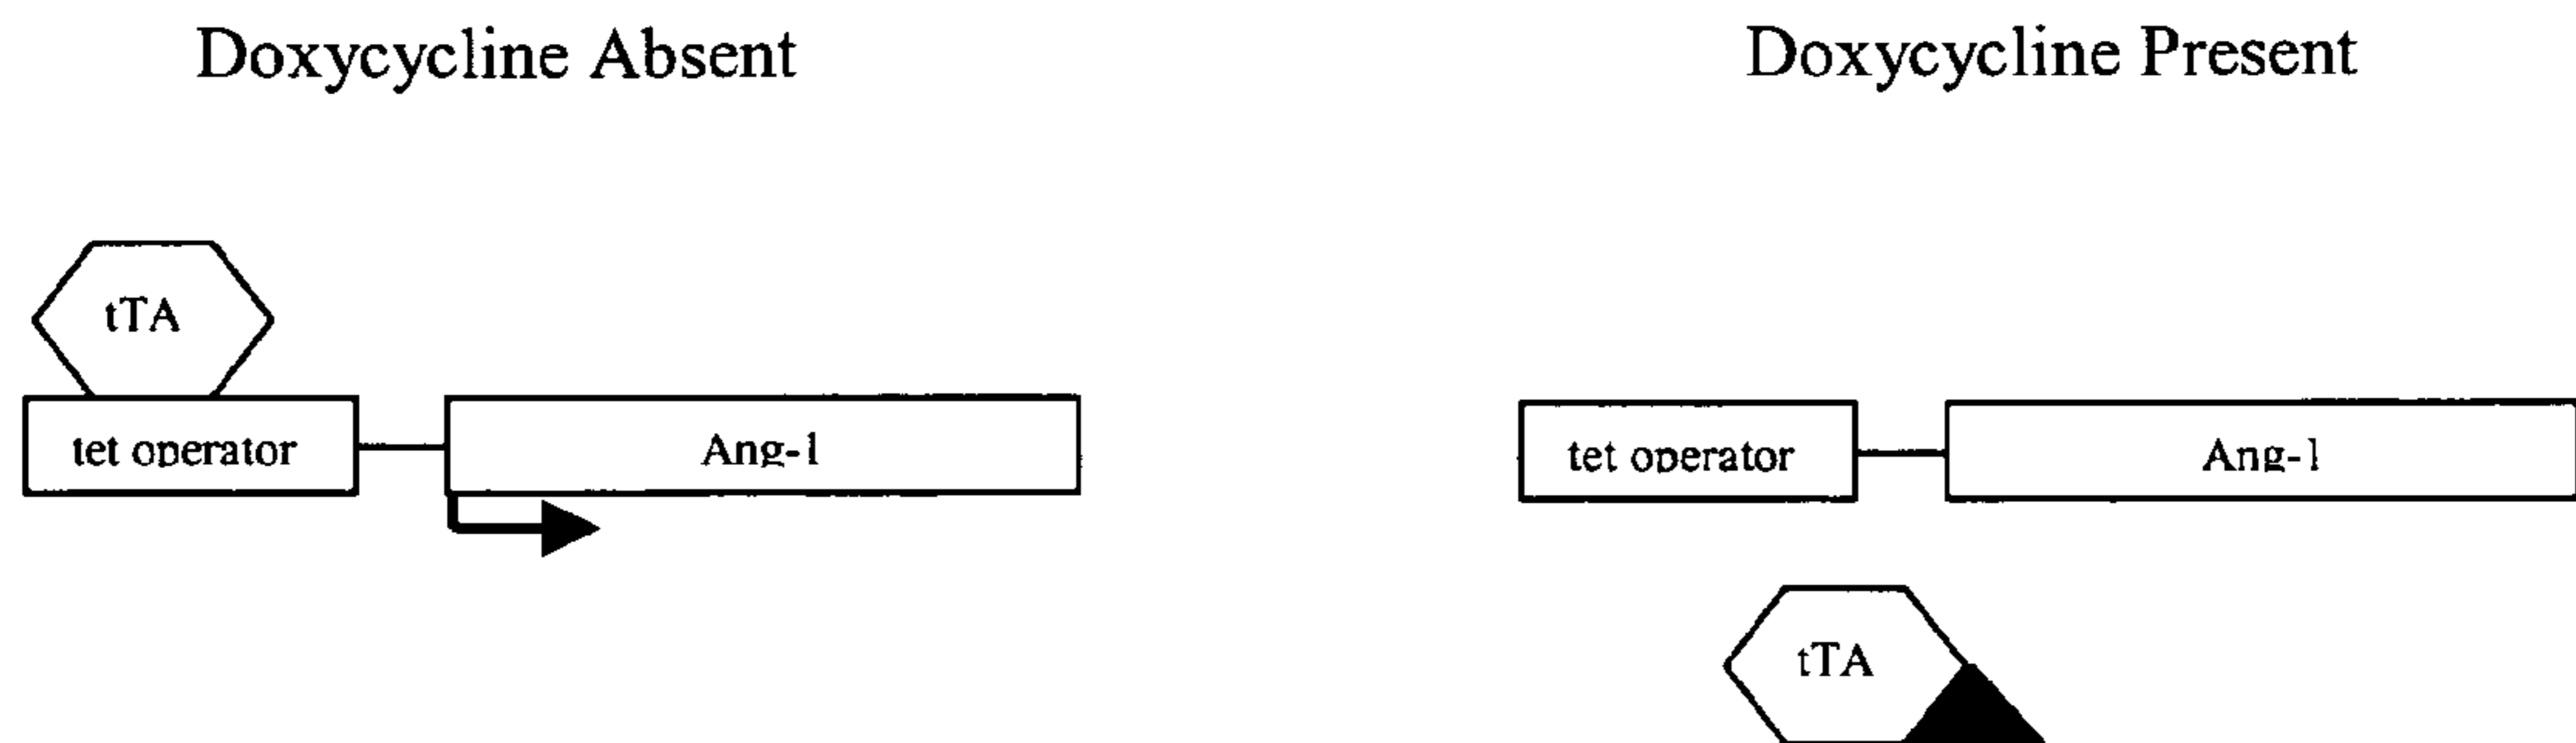 Doxycycline Absent
Doxycycline Present
tTA
tet operator
Ang-1
tet operator
Ang-1
tTA